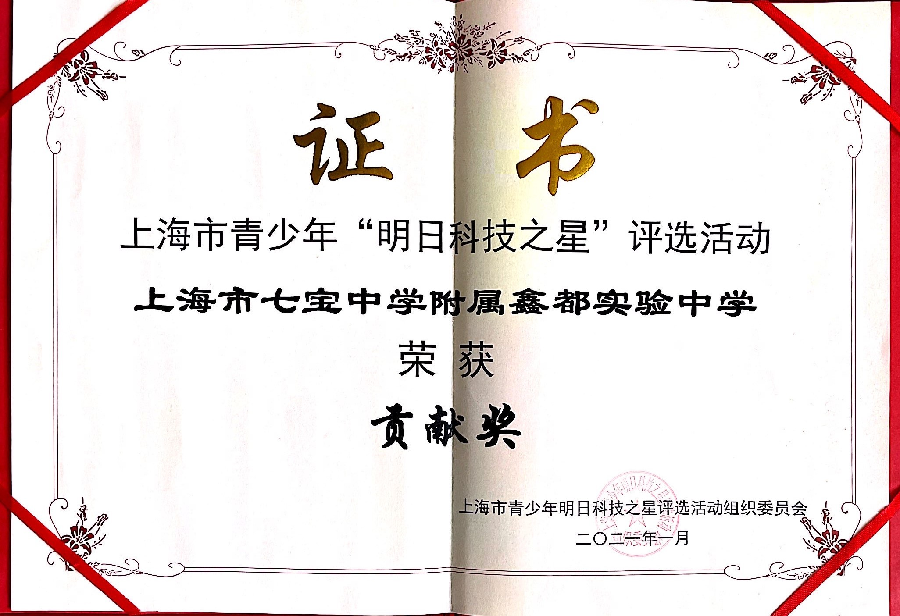 证 书
上海市青少年“明日科技之星”评选活动
上海市七宝中学附属鑫都实验中学
荣 获
贡献奖
上海市青少年明日科技之星评选活动组织委员会
二〇二二年一月